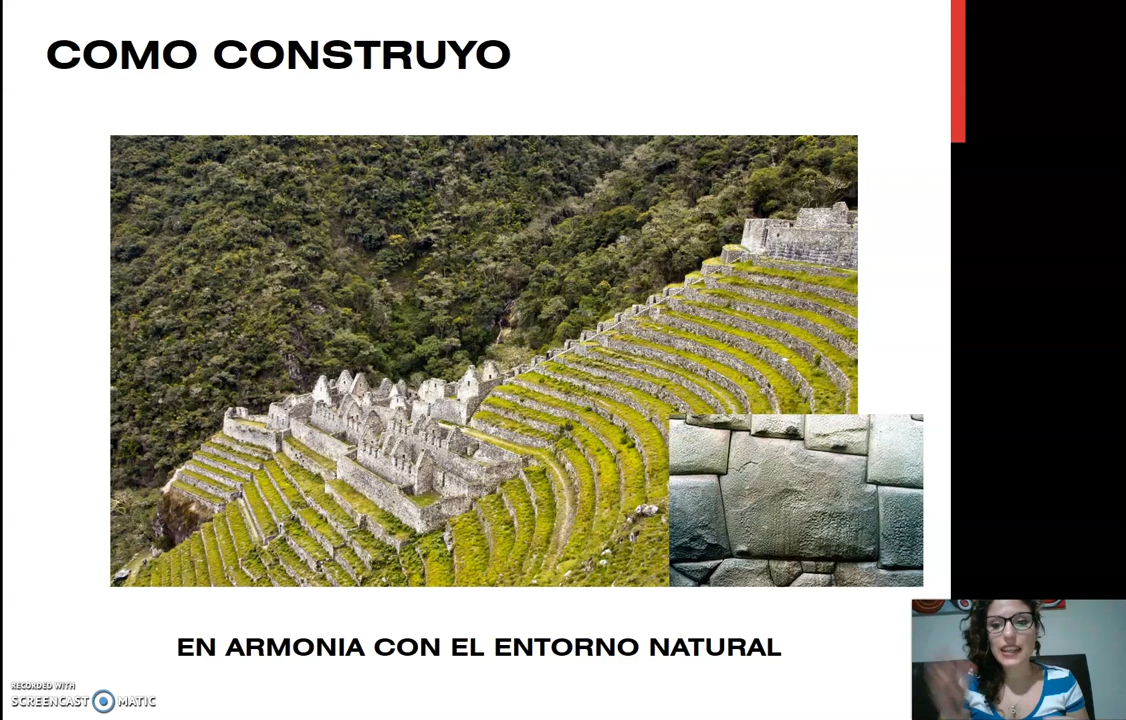 COMO CONSTRUYO
EN ARMONIA CON EL ENTORNO NATURAL
RECORDED WITH
SCREENCAST MATIC